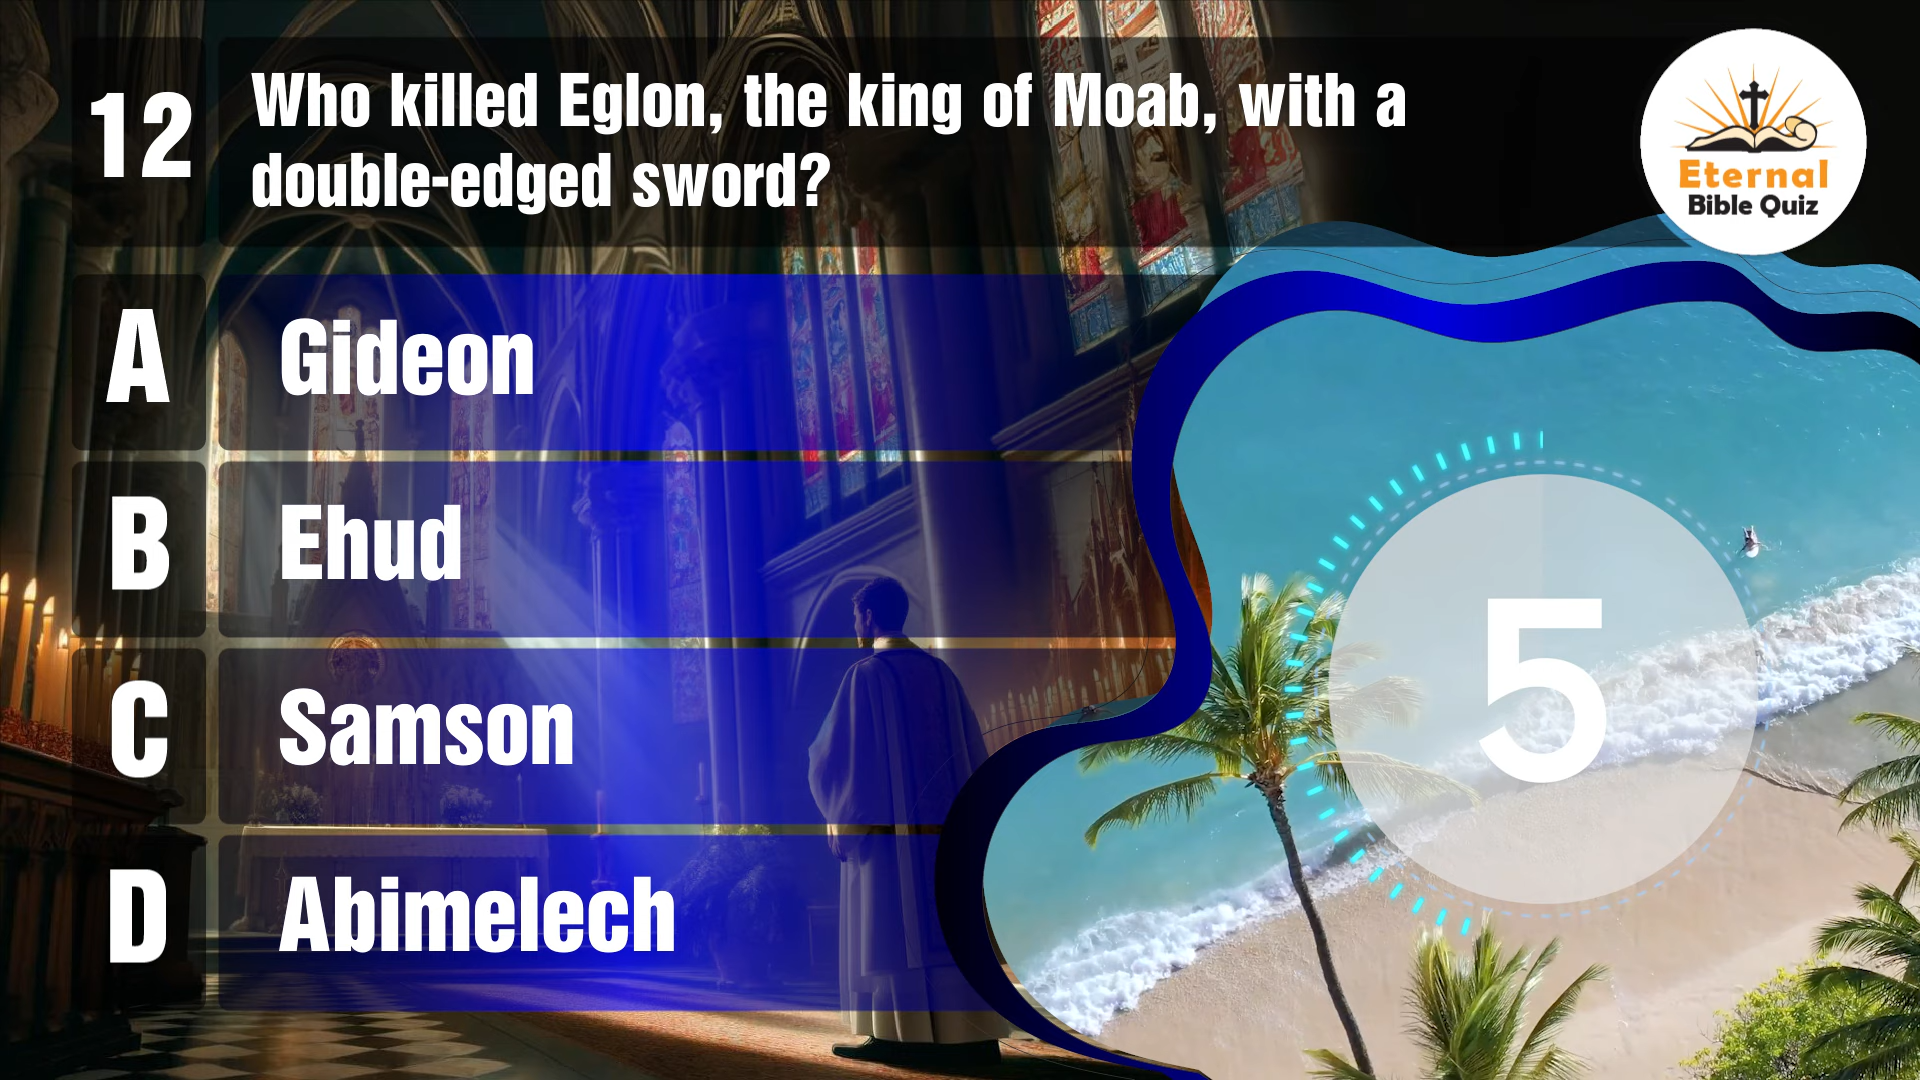 12
Who killed Eglon, the king of Moab, with a
double-edged sword?
Eternal
Bible Quiz
A
Gideon
B
Ehud
C
Samson
D
Abimelech
5